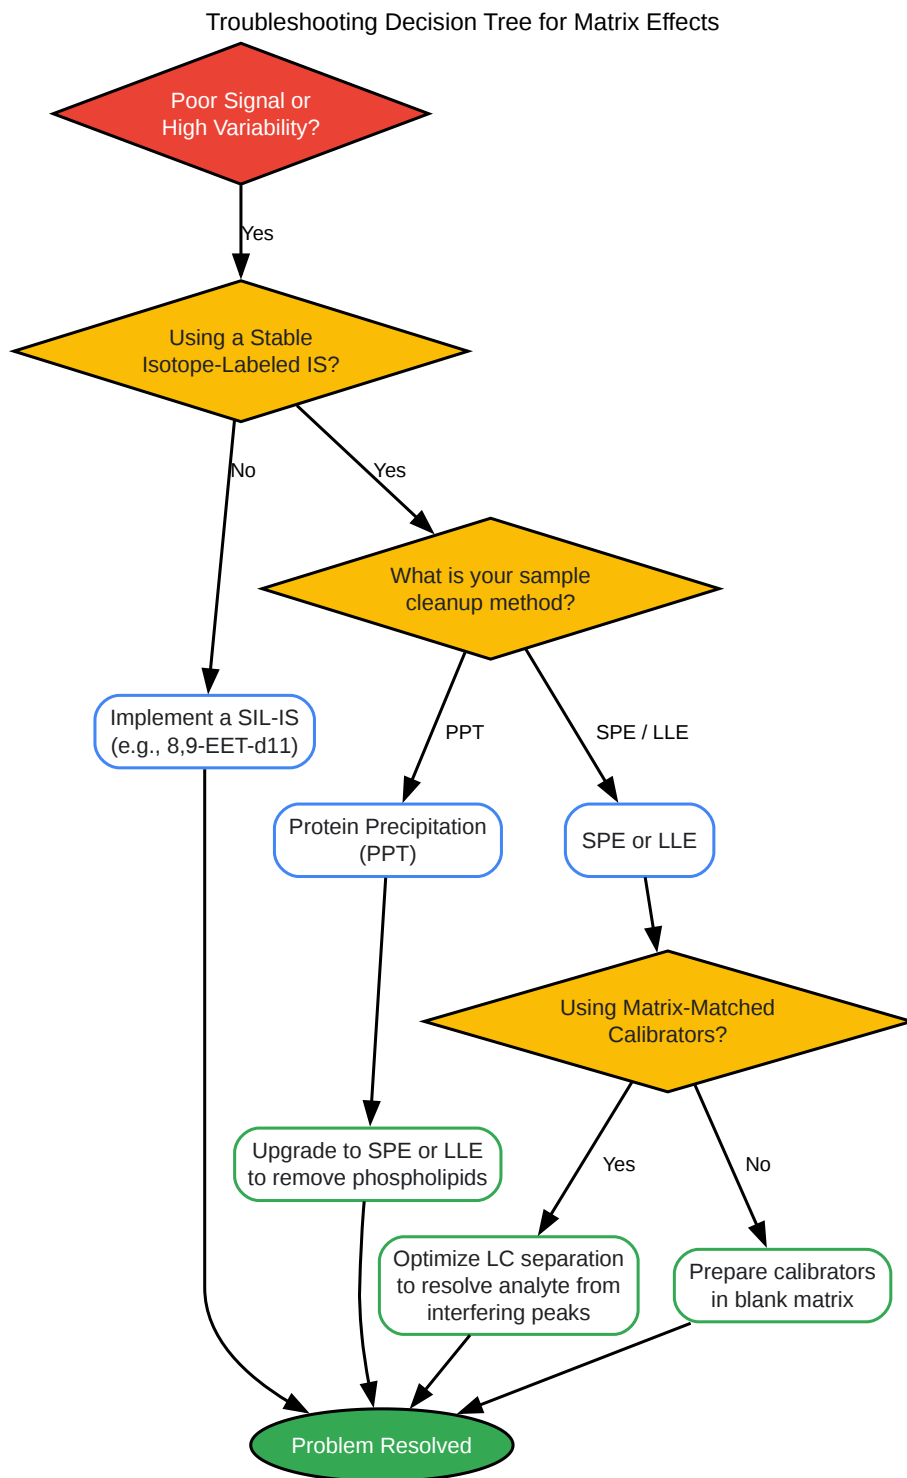 Troubleshooting Decision Tree for Matrix Effects
Poor Signal or
High Variability?
Yes
Using a Stable
Isotope-Labeled IS?
No
Yes
What is your sample
cleanup method?
Implement a SIL-IS
(e.g., 8,9-EET-d11)
PPT
SPE / LLE
Protein Precipitation
(PPT)
SPE or LLE
Using Matrix-Matched
Calibrators?
Upgrade to SPE or LLE
to remove phospholipids
Yes
No
Optimize LC separation
to resolve analyte from
interfering peaks
Prepare calibrators
in blank matrix
Problem Resolved